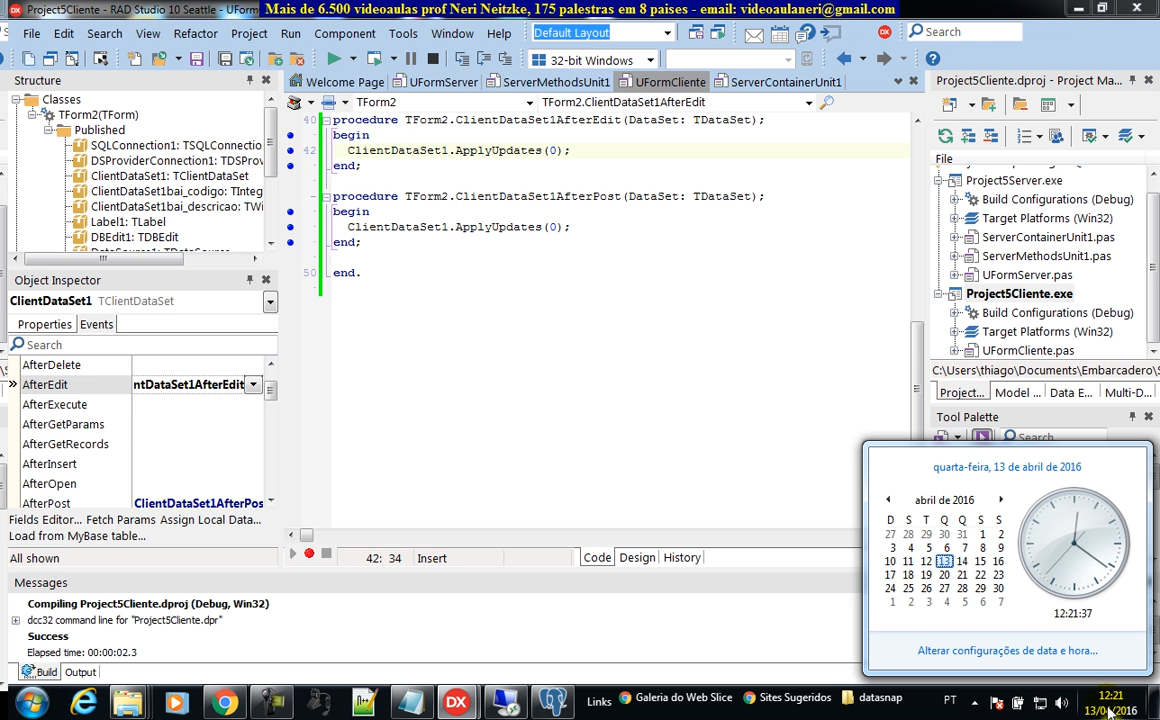 Project5Cliente - RAD Studio 10 Seattle - UForm
Mais de 6.500 videoaulas prof Neri Neitzke, 175 palestras em 8 paises - email: videoaulaneri@gmail.com
File Edit Search View Refactor Project Run Component Tools Window Help
Default Layout
Search
32-bit Windows
Structure
Classes
TForm2(TForm)
Published
SQLConnection1: TSQLConnectio
DSProviderConnection1: TDSProv
ClientDataSet1: TClientDataSet
ClientDataSet1bai_codigo: TInteg
ClientDataSet1bai_descricao: TWi
Label1: TLabel
DBEdit1: TDBEdit
DataSource1: TDataSource
Object Inspector
ClientDataSet1 TClientDataSet
Properties Events
Search
AfterDelete
AfterEdit ntDataSet1AfterEdit
AfterExecute
AfterGetParams
AfterGetRecords
AfterInsert
AfterOpen
AfterPost ClientDataSet1AfterPos
Fields Editor... Fetch Params Assign Local Data...
Load from MyBase table...
All shown
Welcome Page UFormServer ServerMethodsUnit1 UFormCliente ServerContainerUnit1
TForm2 TForm2.ClientDataSet1AfterEdit
40 procedure TForm2.ClientDataSet1AfterEdit(DataSet: TDataSet);
begin
42 ClientDataSet1.ApplyUpdates(0);
end;
procedure TForm2.ClientDataSet1AfterPost(DataSet: TDataSet);
begin
ClientDataSet1.ApplyUpdates(0);
end;
50 end.
42: 34 Insert
Code Design History
Project5Cliente.dproj - Project Ma...
File
Project5Server.exe
Build Configurations (Debug)
Target Platforms (Win32)
ServerContainerUnit1.pas
ServerMethodsUnit1.pas
UFormServer.pas
Project5Cliente.exe
Build Configurations (Debug)
Target Platforms (Win32)
UFormCliente.pas
C:\Users\thiago\Documents\Embarcadero\S
Project... Model ... Data E... Multi-D...
Tool Palette
Search
quarta-feira, 13 de abril de 2016
abril de 2016
D S T Q Q S S
27 28 29 30 31 1 2
3 4 5 6 7 8 9
10 11 12 13 14 15 16
17 18 19 20 21 22 23
24 25 26 27 28 29 30
1 2 3 4 5 6 7
12:21:37
Alterar configurações de data e hora...
Messages
Compiling Project5Cliente.dproj (Debug, Win32)
dcc32 command line for "Project5Cliente.dpr"
Success
Elapsed time: 00:00:02.3
Build Output
Links Galeria do Web Slice Sites Sugeridos datasnap PT 12:21
13/04/2016